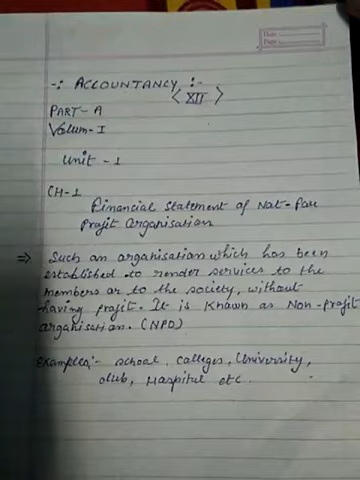 Date :
Page :
-: ACCOUNTANCY :-
< XII >
PART-A
Volum-I
Unit - 1
CH-1
Financial Statement of Not-For
Profit Organisation
⇒ Such an organisation which has been
established to render services to the
members or to the society, without
having profit. It is known as Non-profit
organisation. (NPO)
Examples:- school, colleges, University,
club, Hospital etc.